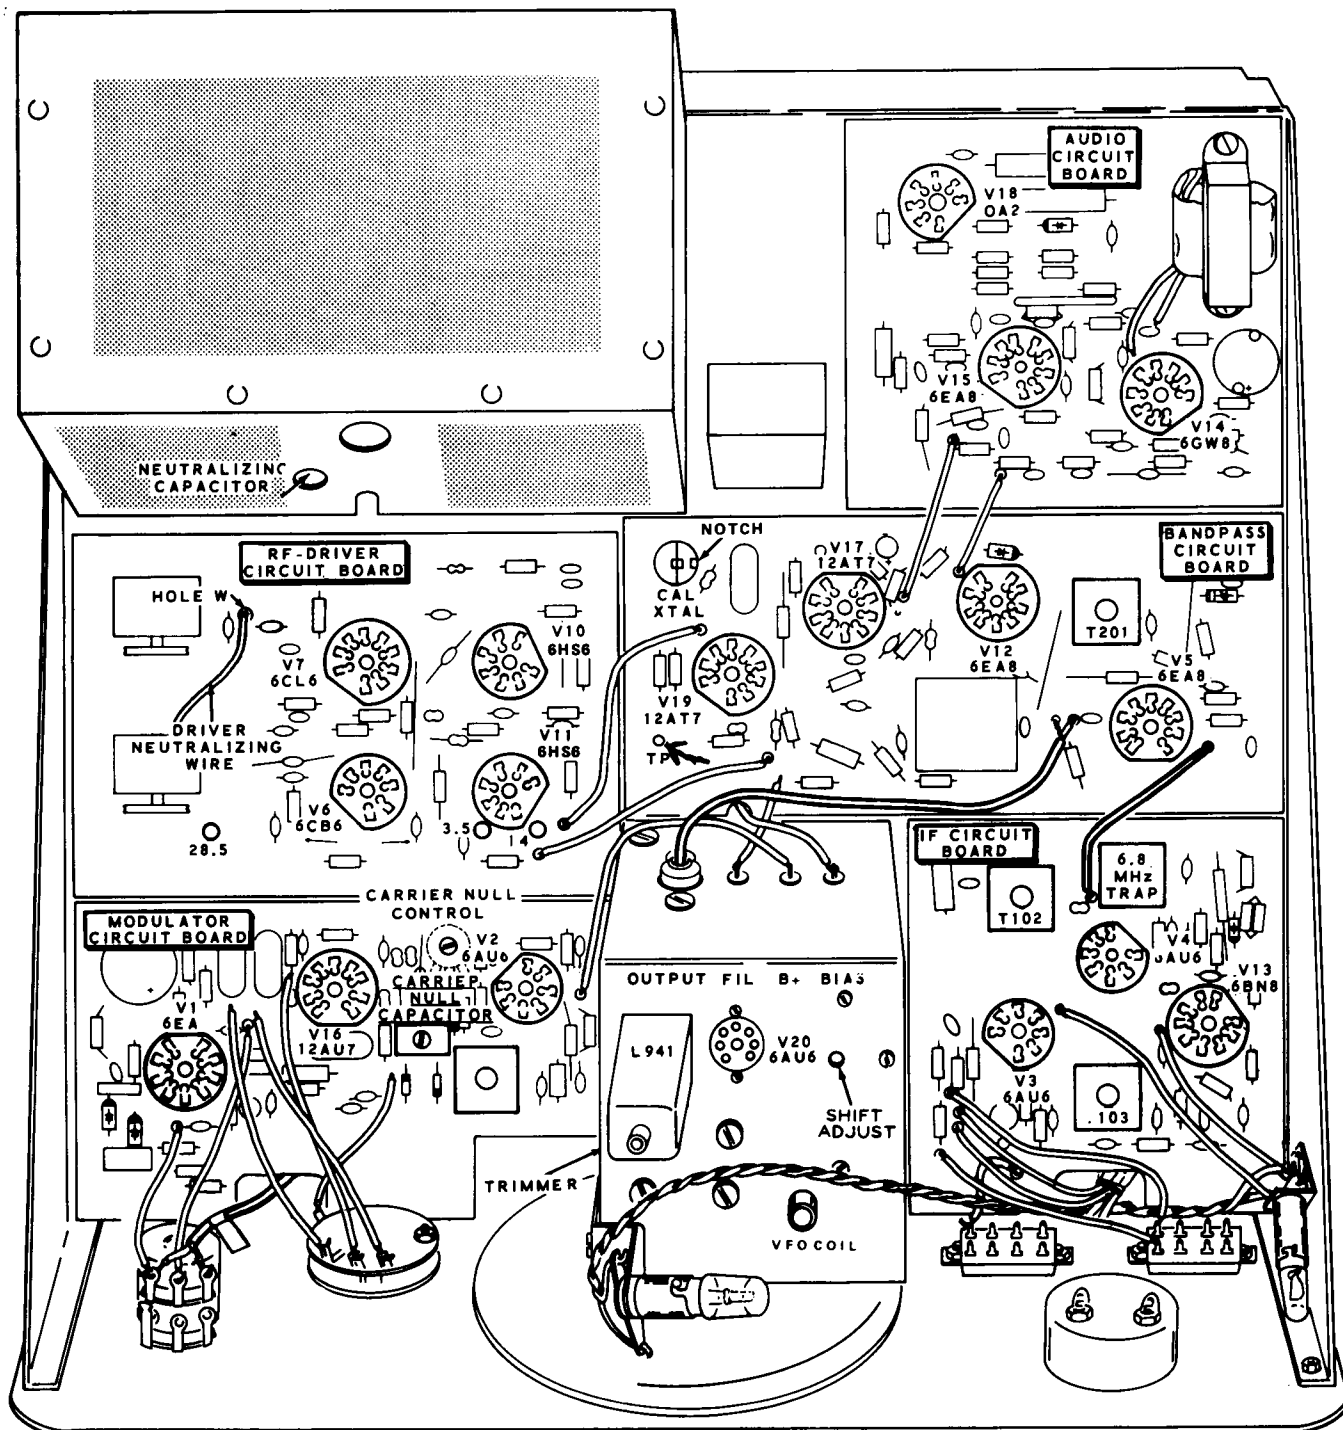 AUDIO
CIRCUIT
BOARD
V18
OA2
V15
6EA8
V14
6GW8
NEUTRALIZING
CAPACITOR
RF-DRIVER
CIRCUIT BOARD
HOLE W
V7
6CL6
V10
6HS6
DRIVER
NEUTRALIZING
WIRE
V11
6HS6
V6
6CB6
28.5
3.5
14
NOTCH
CAL
XTAL
V17
12AT7
BANDPASS
CIRCUIT
BOARD
T201
V12
6EA8
V5
6EA8
V19
12AT7
TP
IF CIRCUIT
BOARD
T102
6.8
MHz
TRAP
V4
6AU6
V13
6BN8
V3
6AU6
.103
CARRIER NULL
CONTROL
MODULATOR
CIRCUIT BOARD
V2
6AU6
CARRIER
NULL
CAPACITOR
V1
6EA
V16
12AU7
OUTPUT FIL B+ BIAS
L941
V20
6AU6
SHIFT
ADJUST
TRIMMER
VFO COIL